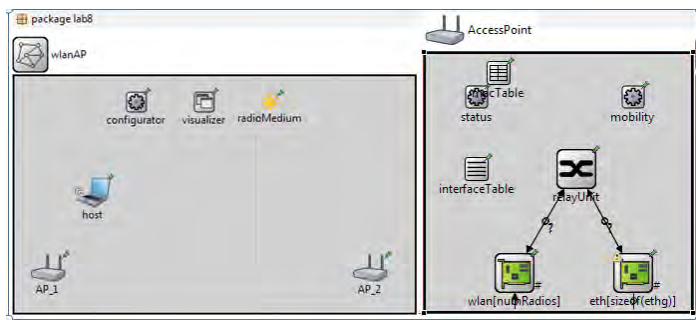 package lab8
wlanAP
configurator
visualizer
radioMedium
host
AP_1
AP_2
AccessPoint
macTable
status
mobility
interfaceTable
relayUnit
?
?
wlan[numRadios]
#
eth[sizeof(ethg)]
#